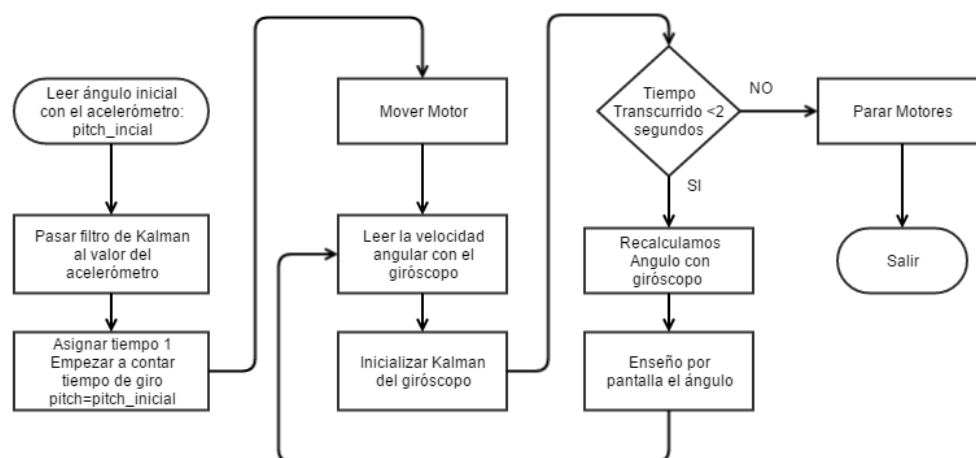 Leer ángulo inicial
con el acelerómetro:
pitch_incial
Pasar filtro de Kalman
al valor del
acelerómetro
Asignar tiempo 1
Empezar a contar
tiempo de giro
pitch=pitch_inicial
Mover Motor
Leer la velocidad
angular con el
giróscopo
Inicializar Kalman
del giróscopo
Tiempo
Transcurrido <2
segundos
NO
SI
Parar Motores
Salir
Recalculamos
Angulo con
giróscopo
Enseño por
pantalla el ángulo